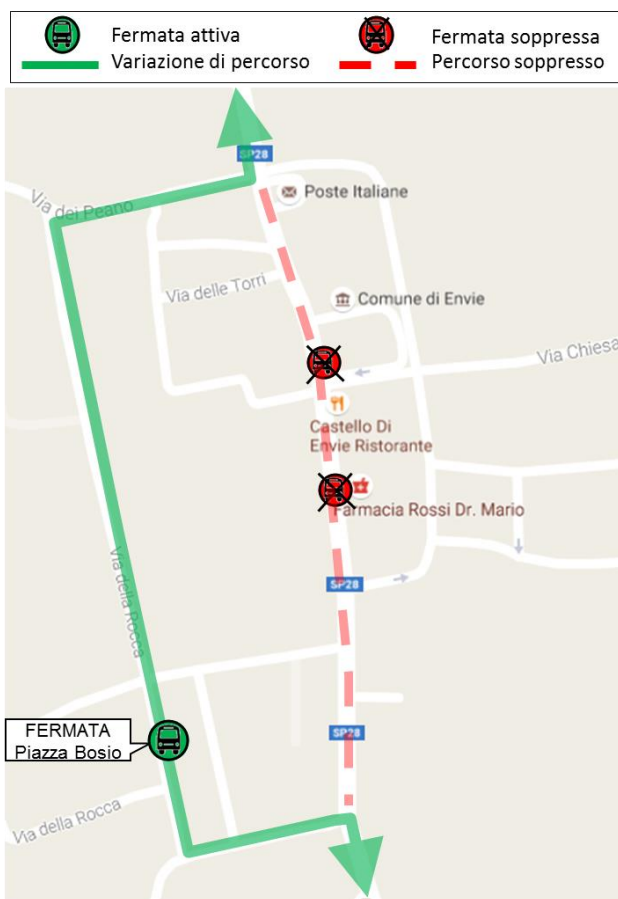 Fermata attiva
Variazione di percorso
Fermata soppressa
Percorso soppresso
SP28
Via dei Peano
Poste Italiane
Via delle Torri
Comune di Envie
Via Chiesa
Castello Di
Envie Ristorante
Farmacia Rossi Dr. Mario
SP28
Via della Rocca
FERMATA
Piazza Bosio
SP28
Via della Rocca